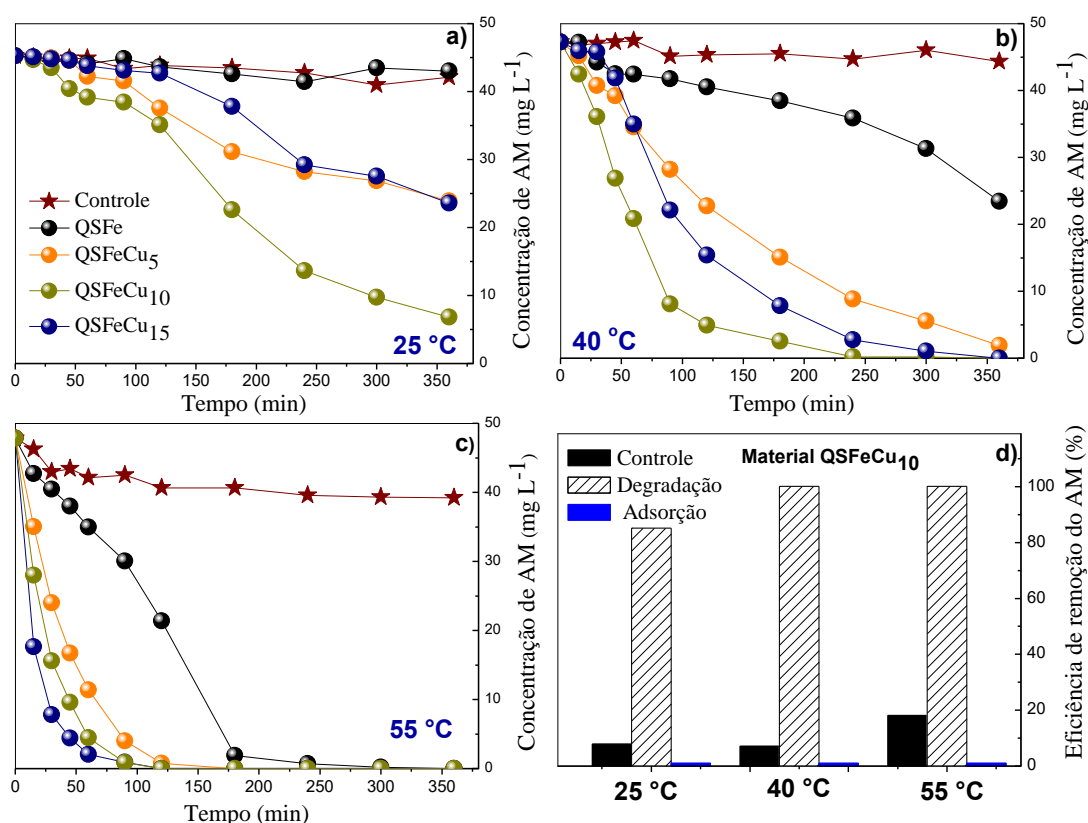 a)
50
40
30
20
10
0
Concentração de AM (mg L⁻¹)
Controle
QSFe
QSFeCu₅
QSFeCu₁₀
QSFeCu₁₅
25 °C
0 50 100 150 200 250 300 350
Tempo (min)
b)
50
40
30
20
10
0
Concentração de AM (mg L⁻¹)
40 °C
0 50 100 150 200 250 300 350
Tempo (min)
c)
50
40
30
20
10
0
Concentração de AM (mg L⁻¹)
55 °C
0 50 100 150 200 250 300 350
Tempo (min)
d)
Material QSFeCu₁₀
Controle
Degradação
Adsorção
100
80
60
40
20
0
Eficiência de remoção do AM (%)
25 °C 40 °C 55 °C